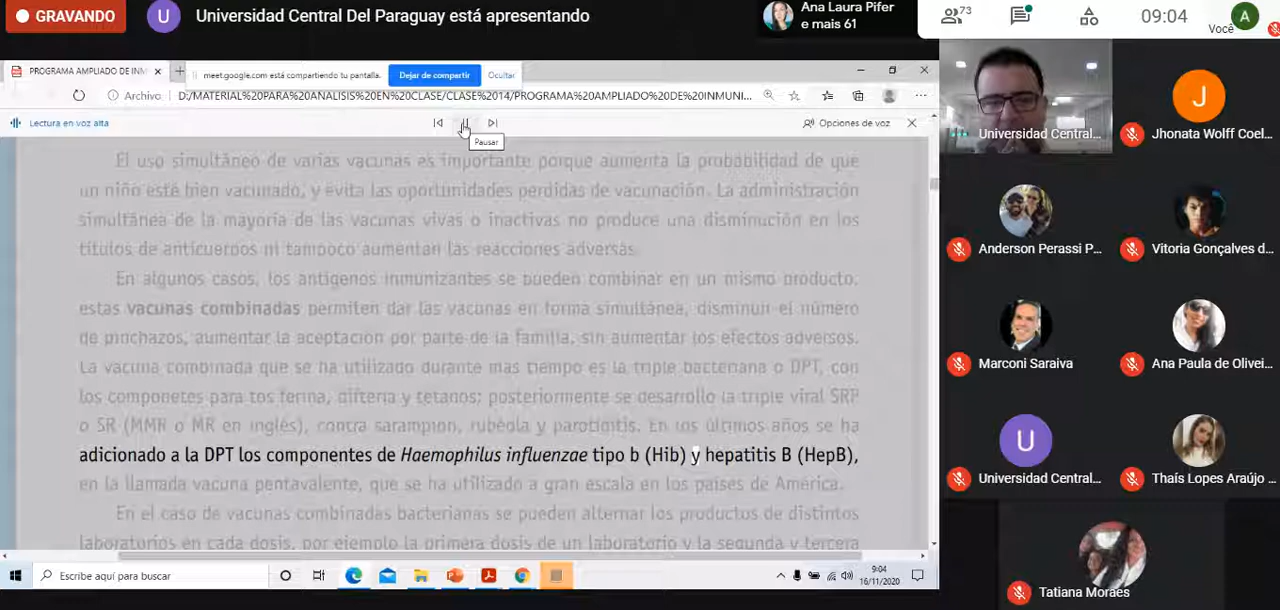 GRAVANDO
U
Universidad Central Del Paraguay está apresentando
Ana Laura Pifer
e mais 61
73
09:04
Você
A
PROGRAMA AMPLIADO DE INM
meet.google.com está compartiendo tu pantalla.
Dejar de compartir
Ocultar
Archivo
D:/MATERIAL%20PARA%20ANALISIS%20EN%20CLASE/CLASE%2014/PROGRAMA%20AMPLIADO%20DE%20INMUNI...
Lectura en voz alta
Opciones de voz
Pausar
El uso simultáneo de varias vacunas es importante porque aumenta la probabilidad de que
un niño esté bien vacunado, y evita las oportunidades perdidas de vacunación. La administración
simultánea de la mayoría de las vacunas vivas o inactivas no produce una disminución en los
títulos de anticuerpos ni tampoco aumentan las reacciones adversas.
En algunos casos, los antígenos inmunizantes se pueden combinar en un mismo producto,
estas vacunas combinadas permiten dar las vacunas en forma simultánea, disminuir el número
de pinchazos, aumentar la aceptación por parte de la familia, sin aumentar los efectos adversos.
La vacuna combinada que se ha utilizado durante más tiempo es la triple bacteriana o DPT, con
los componetes para tos ferina, difteria y tétanos; posteriormente se desarrolló la triple viral SRP
o SR (MMR o MR en inglés), contra sarampión, rubéola y parotiditis. En los últimos años se ha
adicionado a la DPT los componentes de Haemophilus influenzae tipo b (Hib) y hepatitis B (HepB),
en la llamada vacuna pentavalente, que se ha utilizado a gran escala en los países de América.
En el caso de vacunas combinadas bacterianas se pueden alternar los productos de distintos
laboratorios en cada dosis, por ejemplo la primera dosis de un laboratorio y la segunda y tercera
Escribe aquí para buscar
9:04
16/11/2020
Universidad Central...
J
Jhonata Wolff Coel...
Anderson Perassi P...
Vitoria Gonçalves d...
Marconi Saraiva
Ana Paula de Olivei...
U
Universidad Central...
Thaís Lopes Araújo ...
Tatiana Moraes